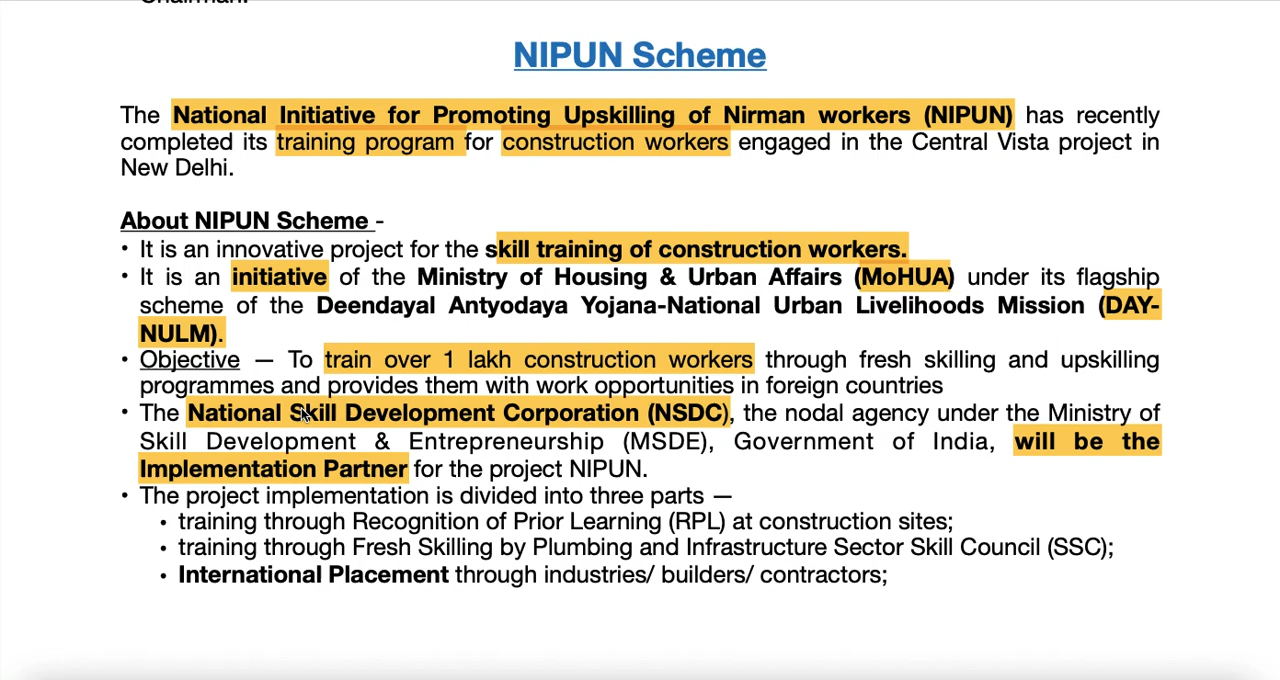 Chairman.
NIPUN Scheme
The National Initiative for Promoting Upskilling of Nirman workers (NIPUN) has recently
completed its training program for construction workers engaged in the Central Vista project in
New Delhi.
About NIPUN Scheme -
• It is an innovative project for the skill training of construction workers.
• It is an initiative of the Ministry of Housing & Urban Affairs (MoHUA) under its flagship
scheme of the Deendayal Antyodaya Yojana-National Urban Livelihoods Mission (DAY-
NULM).
• Objective — To train over 1 lakh construction workers through fresh skilling and upskilling
programmes and provides them with work opportunities in foreign countries
• The National Skill Development Corporation (NSDC), the nodal agency under the Ministry of
Skill Development & Entrepreneurship (MSDE), Government of India, will be the
Implementation Partner for the project NIPUN.
• The project implementation is divided into three parts —
• training through Recognition of Prior Learning (RPL) at construction sites;
• training through Fresh Skilling by Plumbing and Infrastructure Sector Skill Council (SSC);
• International Placement through industries/ builders/ contractors;